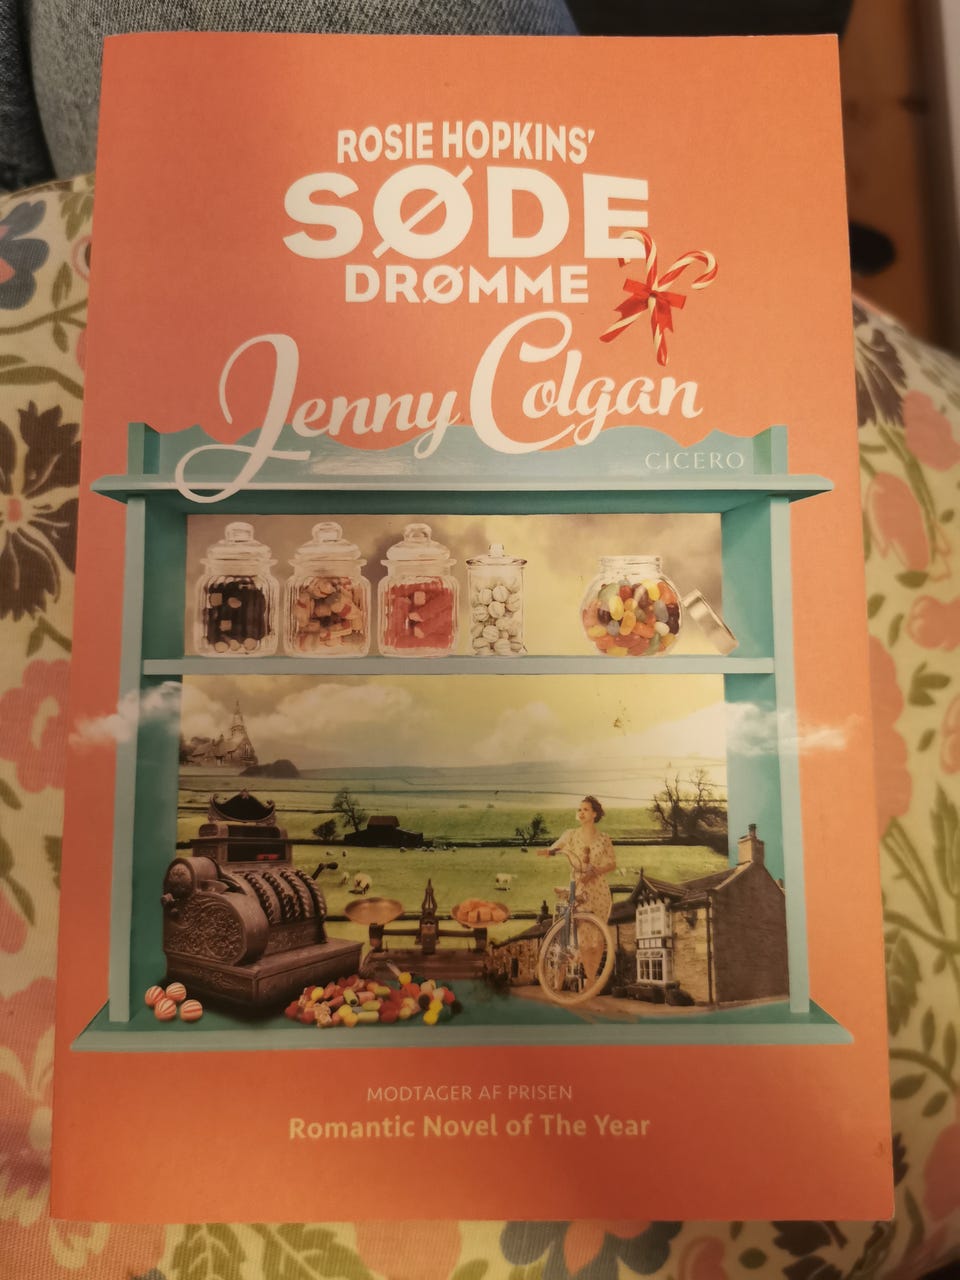 ROSIE HOPKINS'
SØDE
DRØMME
Jenny Colgan
CICERO
MODTAGER AF PRISEN
Romantic Novel of The Year